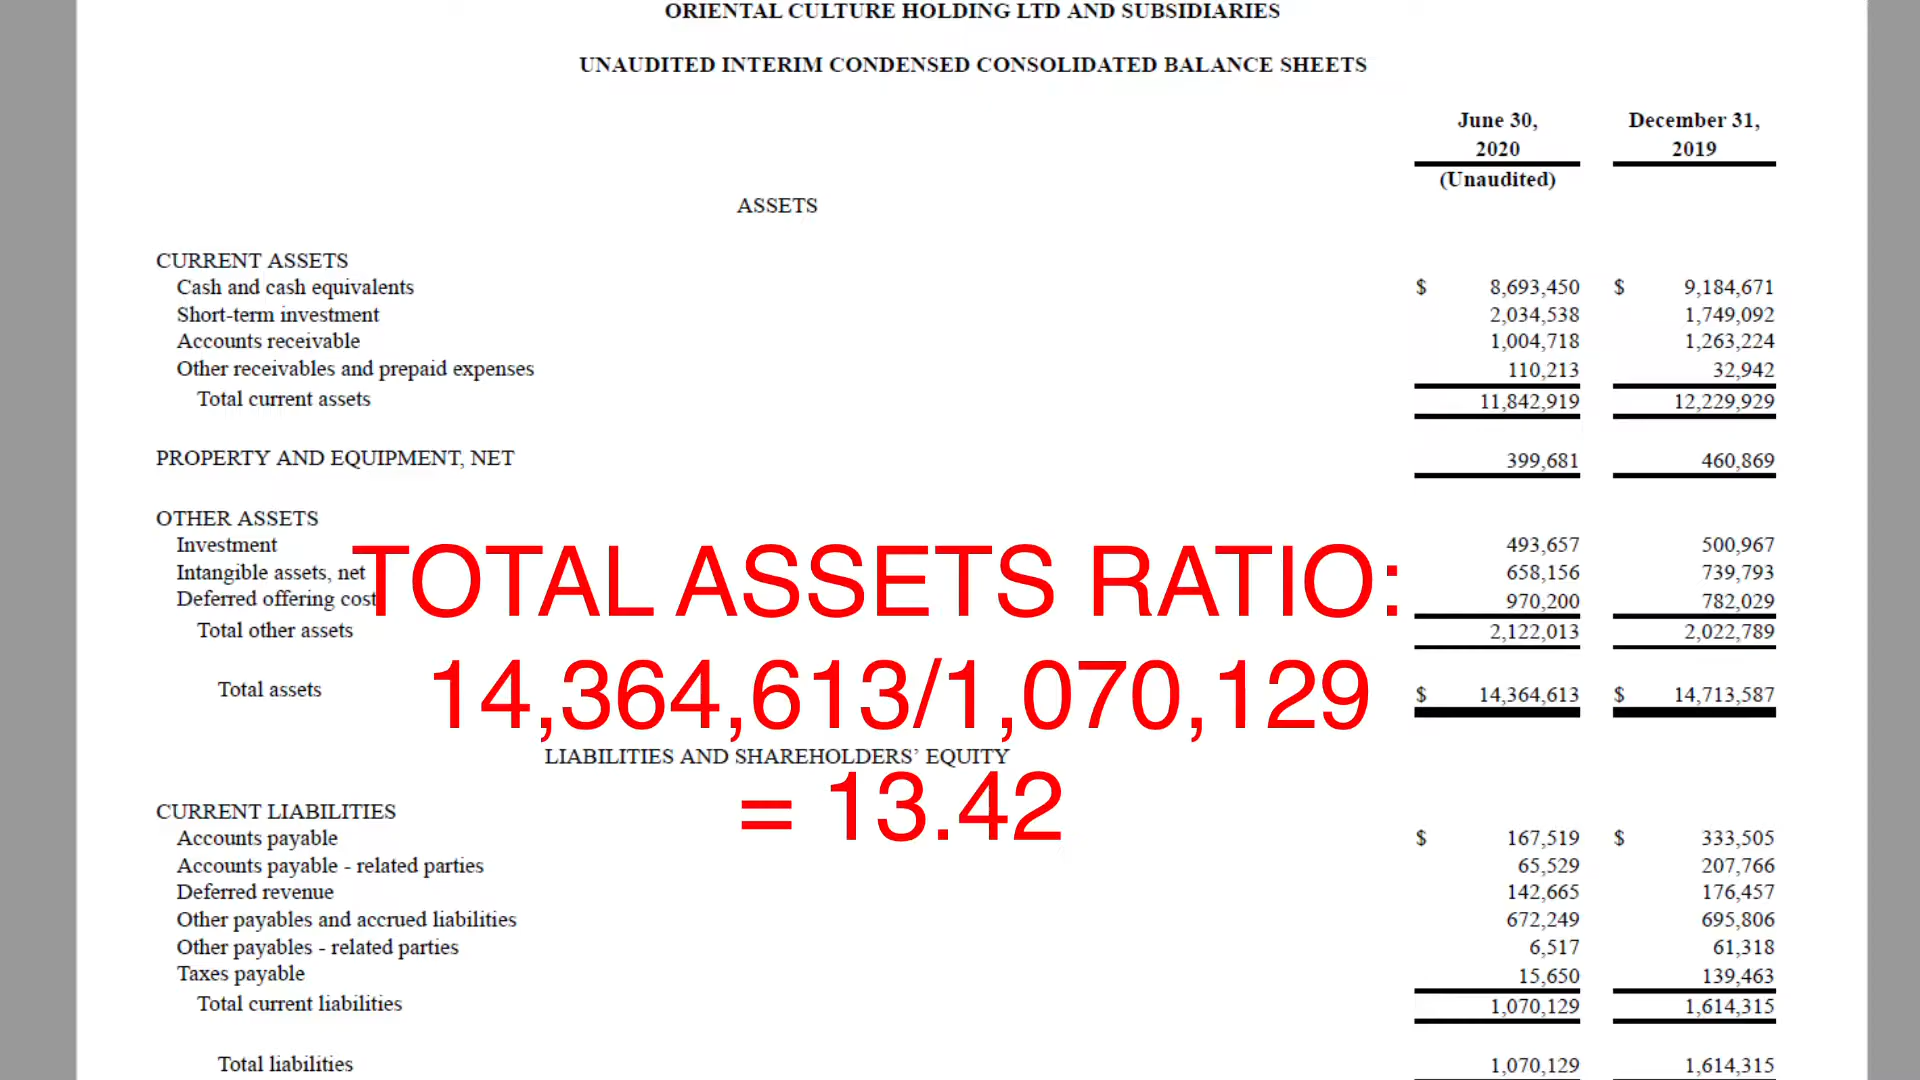 ORIENTAL CULTURE HOLDING LTD AND SUBSIDIARIES
UNAUDITED INTERIM CONDENSED CONSOLIDATED BALANCE SHEETS
June 30, December 31,
2020 2019
(Unaudited)
ASSETS
CURRENT ASSETS
Cash and cash equivalents $ 8,693,450 $ 9,184,671
Short-term investment 2,034,538 1,749,092
Accounts receivable 1,004,718 1,263,224
Other receivables and prepaid expenses 110,213 32,942
Total current assets 11,842,919 12,229,929
PROPERTY AND EQUIPMENT, NET 399,681 460,869
OTHER ASSETS
Investment 493,657 500,967
Intangible assets, net 658,156 739,793
Deferred offering cost 970,200 782,029
TOTAL ASSETS RATIO:
Total other assets 2,122,013 2,022,789
Total assets $ 14,364,613 $ 14,713,587
14,364,613/1,070,129
LIABILITIES AND SHAREHOLDERS’ EQUITY
= 13.42
CURRENT LIABILITIES
Accounts payable $ 167,519 $ 333,505
Accounts payable - related parties 65,529 207,766
Deferred revenue 142,665 176,457
Other payables and accrued liabilities 672,249 695,806
Other payables - related parties 6,517 61,318
Taxes payable 15,650 139,463
Total current liabilities 1,070,129 1,614,315
Total liabilities 1,070,129 1,614,315